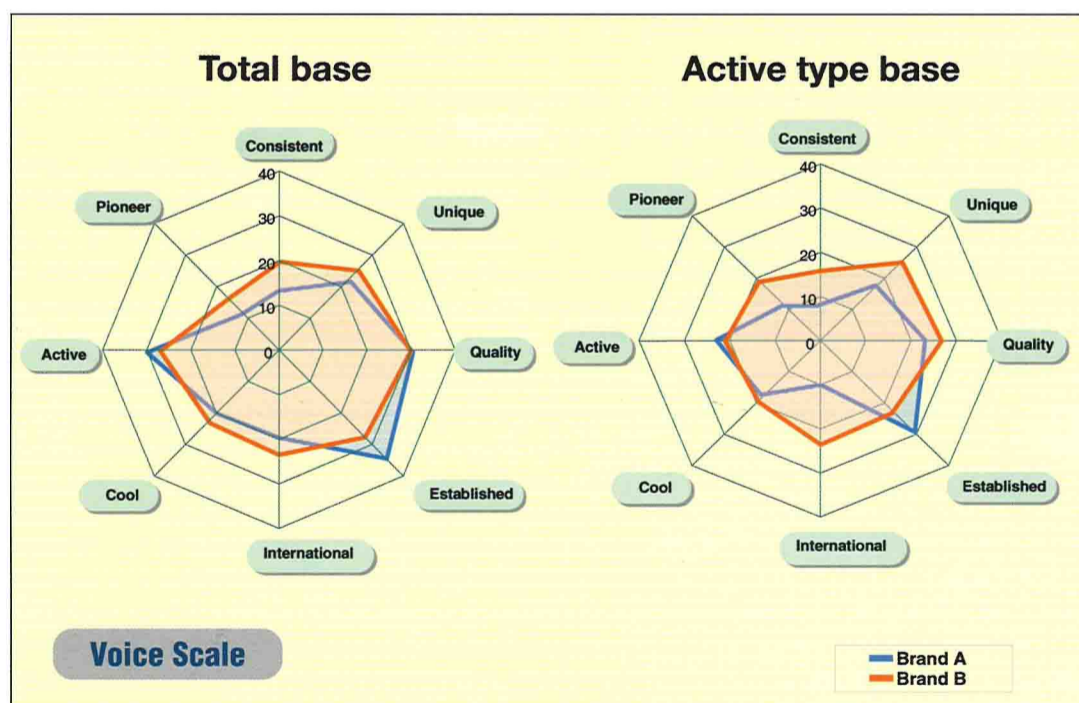 Total base
Consistent
40
30
20
10
0
Pioneer
Unique
Active
Quality
Cool
Established
International
Active type base
Consistent
40
30
20
10
0
Pioneer
Unique
Active
Quality
Cool
Established
International
Voice Scale
Brand A
Brand B